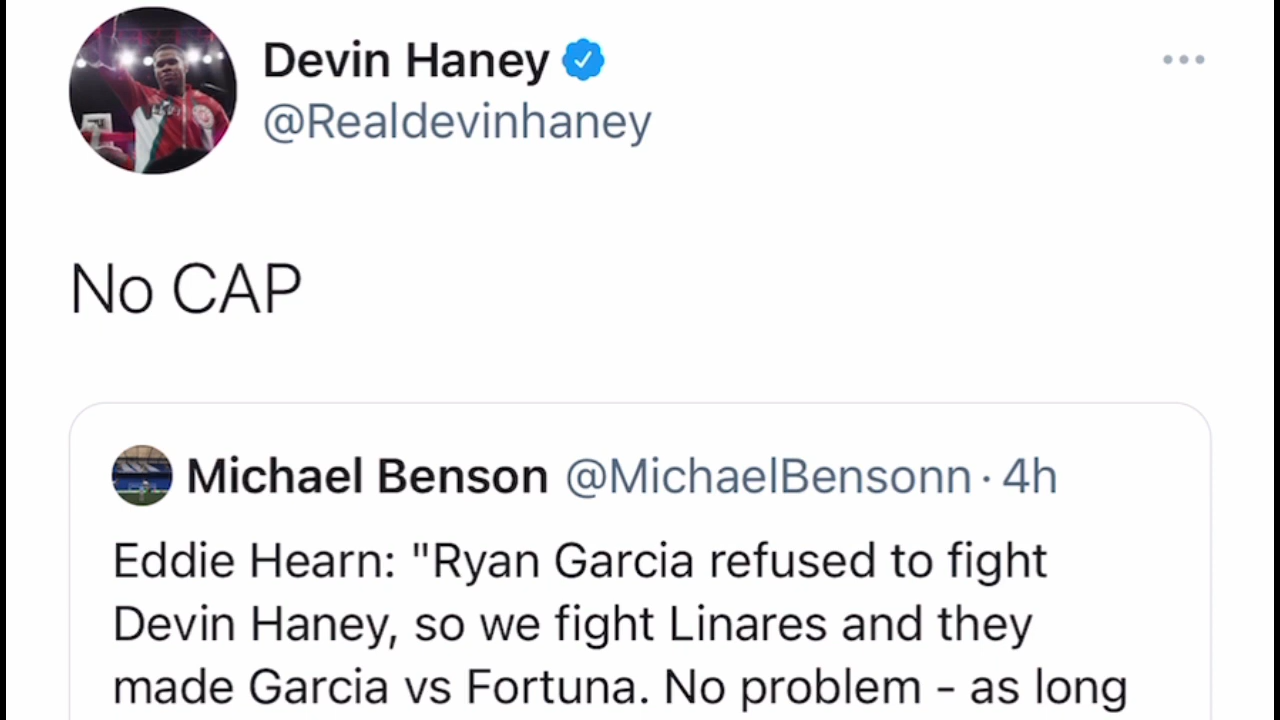 Devin Haney
@Realdevinhaney
No CAP
Michael Benson @MichaelBensonn · 4h
Eddie Hearn: "Ryan Garcia refused to fight
Devin Haney, so we fight Linares and they
made Garcia vs Fortuna. No problem - as long